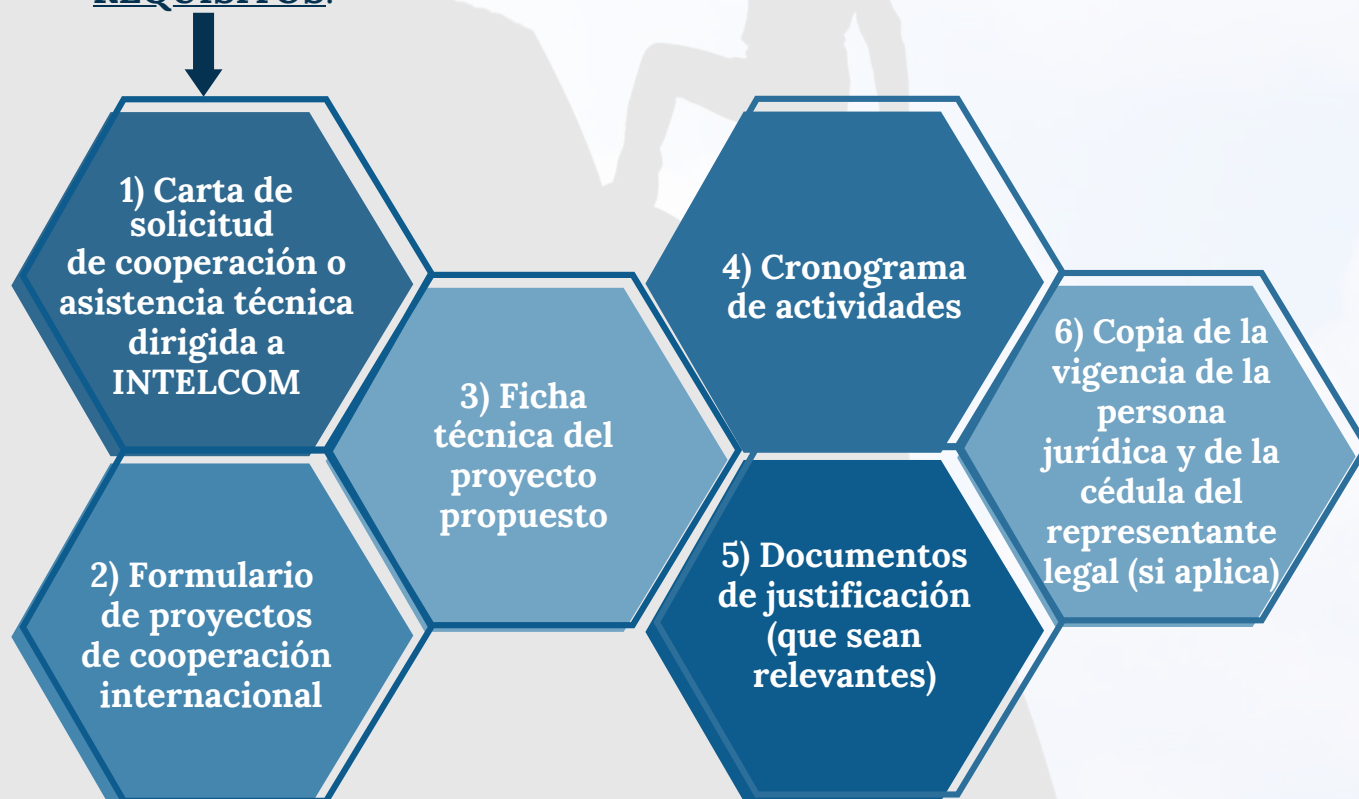 REQUISITOS:
1) Carta de
solicitud
de cooperación o
asistencia técnica
dirigida a
INTELCOM
2) Formulario
de proyectos
de cooperación
internacional
3) Ficha
técnica del
proyecto
propuesto
4) Cronograma
de actividades
5) Documentos
de justificación
(que sean
relevantes)
6) Copia de la
vigencia de la
persona
jurídica y de la
cédula del
representante
legal (si aplica)